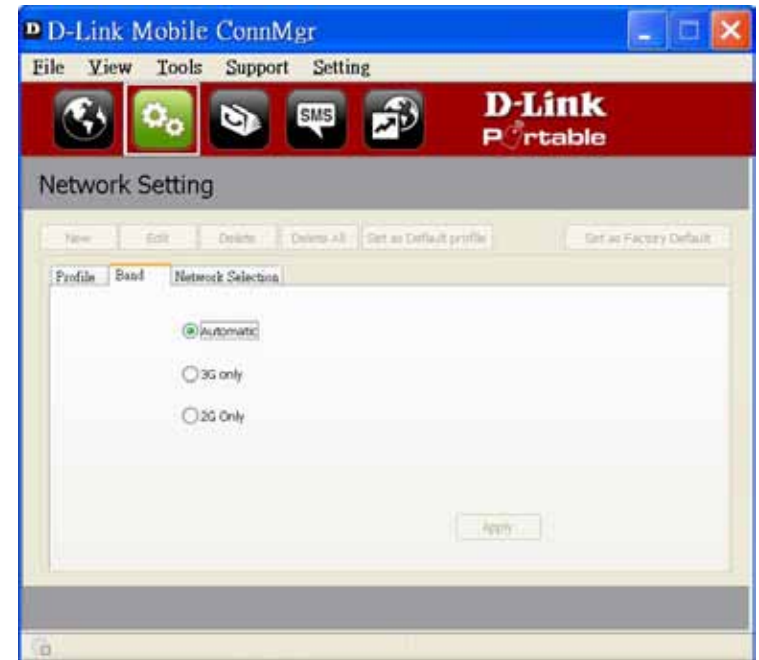 D-Link Mobile ConnMgr
File View Tools Support Setting
SMS
D-Link
Portable
Network Setting
New Edit Delete Delete All Set as Default profile Set as Factory Default
Profile Band Network Selection
Automatic
3G only
2G Only
Apply